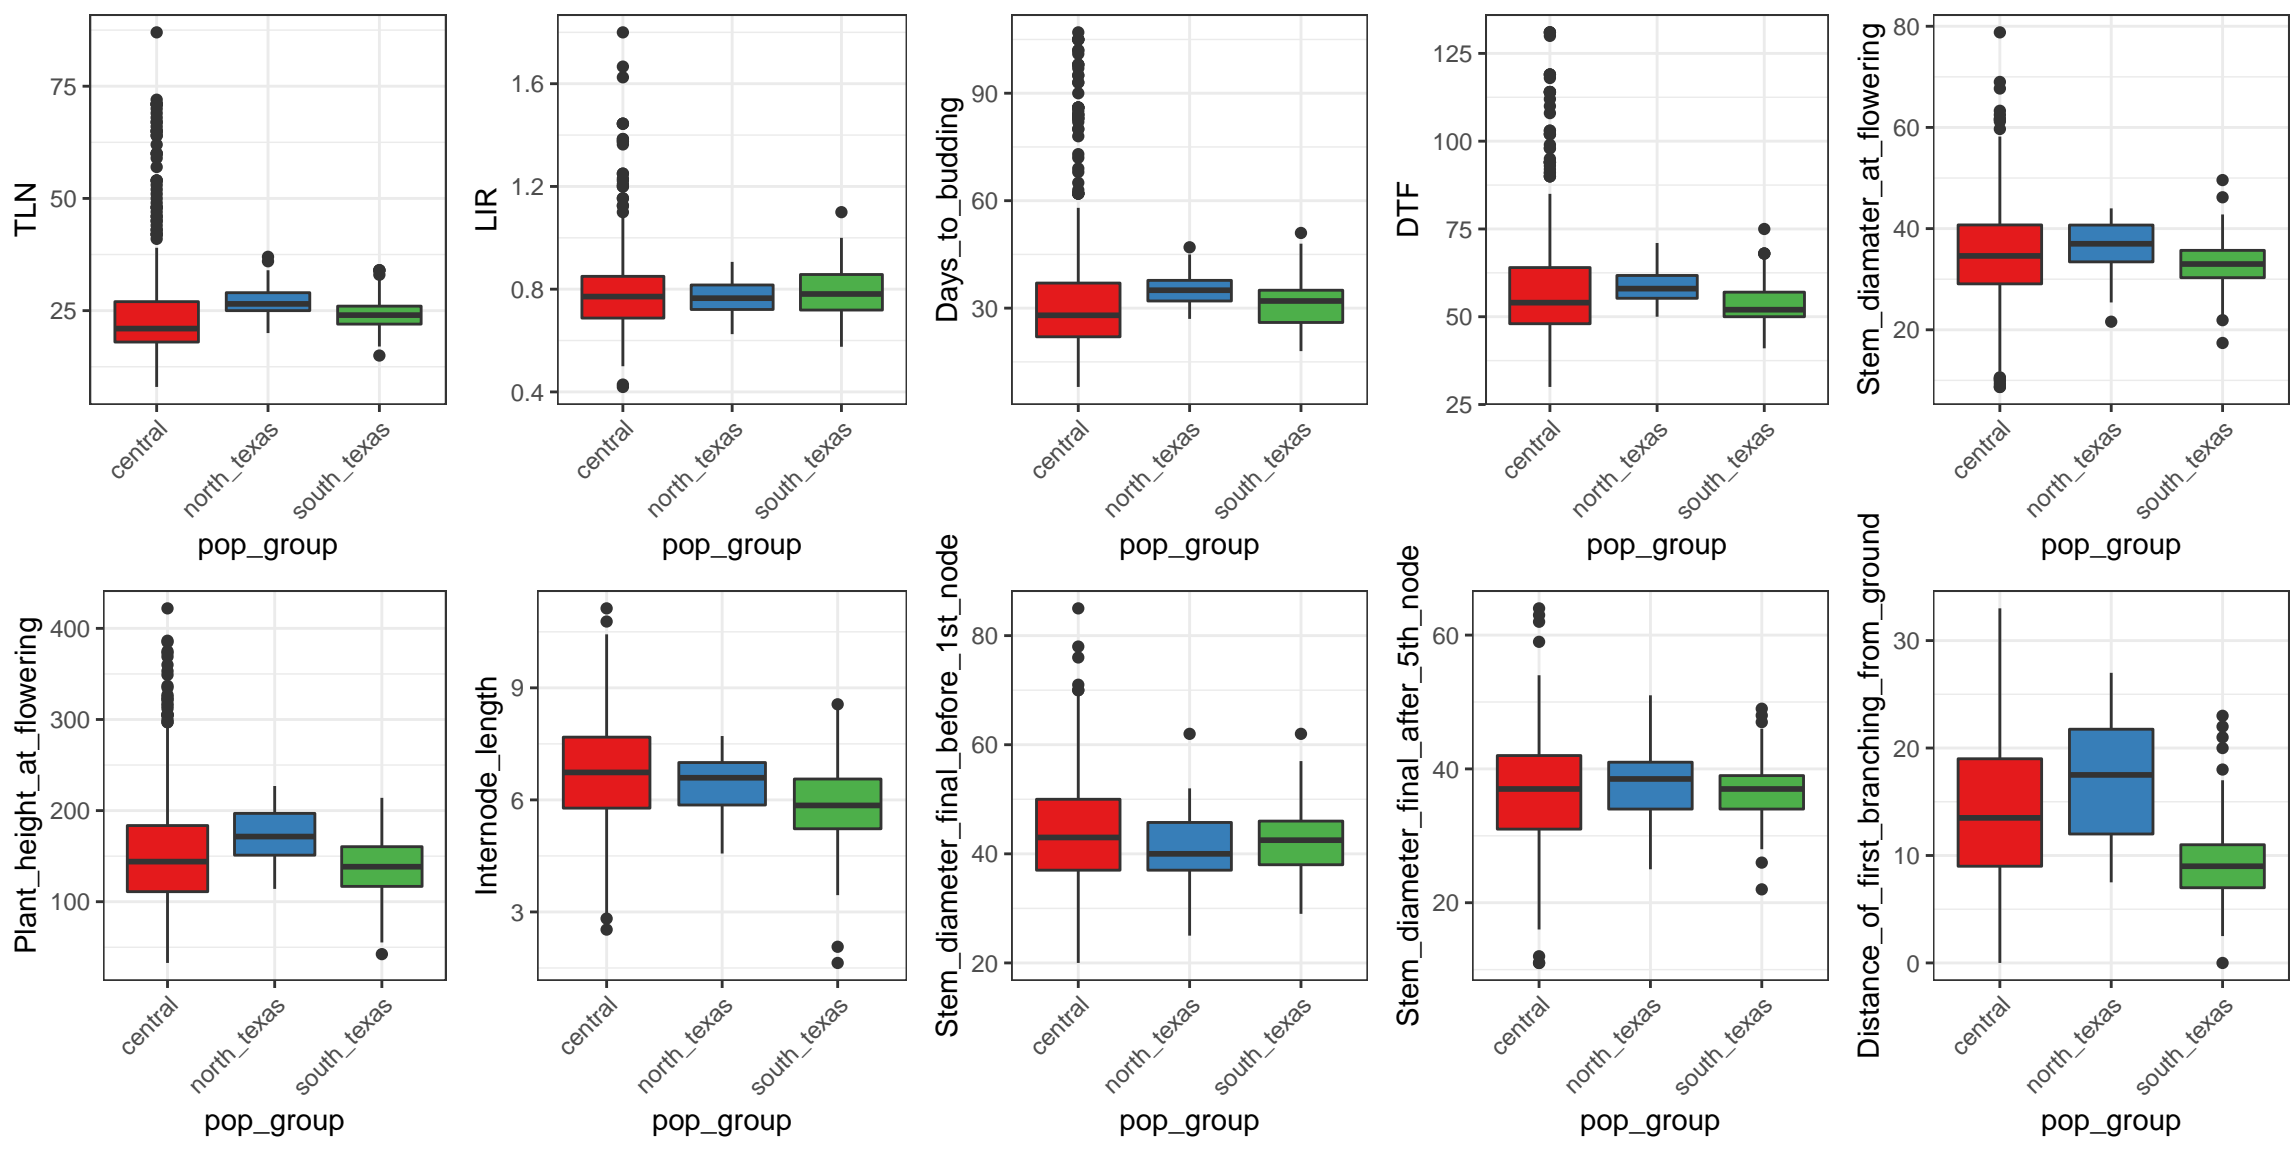 TLN
75
50
25
central
north_texas
south_texas
pop_group
LIR
1.6
1.2
0.8
0.4
central
north_texas
south_texas
pop_group
Days_to_budding
90
60
30
central
north_texas
south_texas
pop_group
DTF
125
100
75
50
25
central
north_texas
south_texas
pop_group
Stem_diamater_at_flowering
80
60
40
20
central
north_texas
south_texas
pop_group
Plant_height_at_flowering
400
300
200
100
central
north_texas
south_texas
pop_group
Internode_length
9
6
3
central
north_texas
south_texas
pop_group
Stem_diameter_final_before_1st_node
80
60
40
20
central
north_texas
south_texas
pop_group
Stem_diameter_final_after_5th_node
60
40
20
central
north_texas
south_texas
pop_group
Distance_of_first_branching_from_ground
30
20
10
0
central
north_texas
south_texas
pop_group